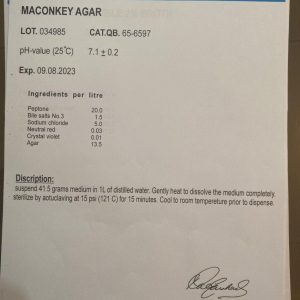 MACONKEY AGAR
LOT. 034985 CAT.QB. 65-6597
pH-value (25°C) 7.1 ± 0.2
Exp. 09.08.2023
Ingredients per litre
Peptone 20.0
Bile salts No.3 1.5
Sodium chloride 5.0
Neutral red 0.03
Crystal violet 0.01
Agar 13.5
Discription:
suspend 41.5 grams medium in 1L of distilled water. Gently heat to dissolve the medium completely.
sterilize by aotuclaving at 15 psi (121 C) for 15 minutes. Cool to room temperature prior to dispense.